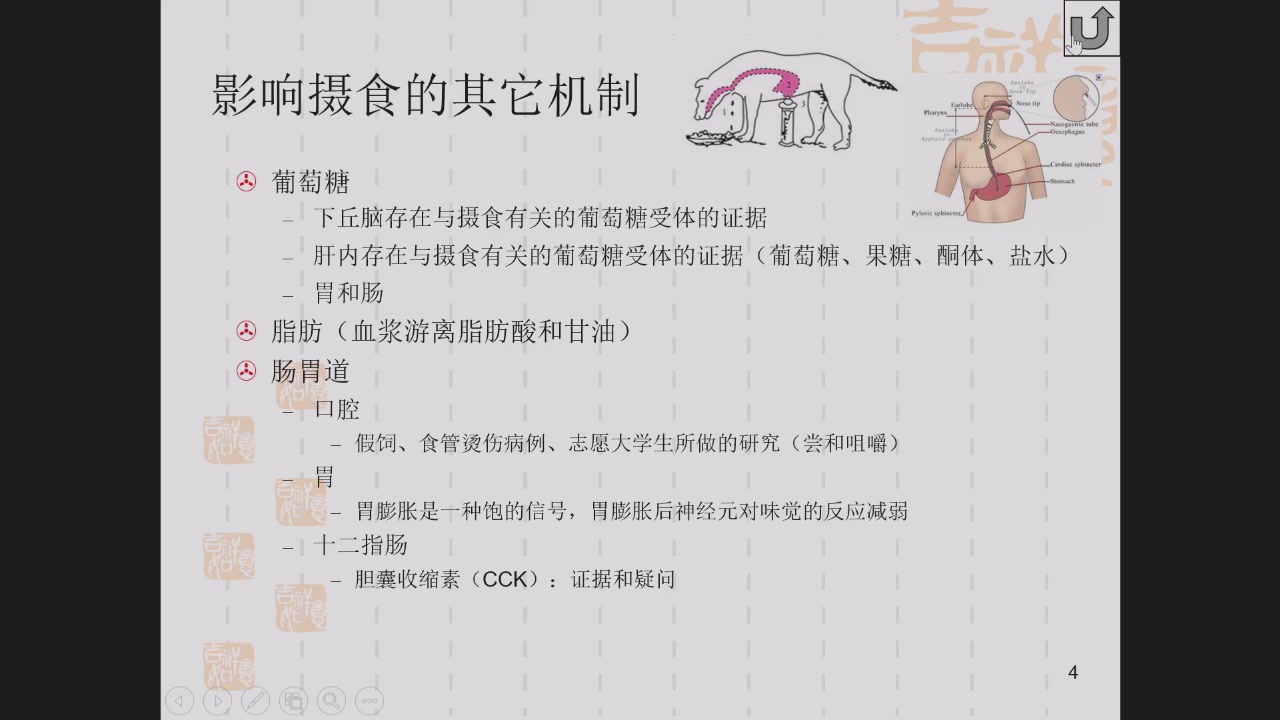 影响摄食的其它机制
Earlobe
Nose tip
Pharynx
Nasogastric tube
Oesophagus
Cardiac sphincter
Stomach
Pyloric sphincter
葡萄糖
– 下丘脑存在与摄食有关的葡萄糖受体的证据
– 肝内存在与摄食有关的葡萄糖受体的证据（葡萄糖、果糖、酮体、盐水）
– 胃和肠
脂肪（血浆游离脂肪酸和甘油）
肠胃道
– 口腔
– 假饲、食管烫伤病例、志愿大学生所做的研究（尝和咀嚼）
– 胃
– 胃膨胀是一种饱的信号，胃膨胀后神经元对味觉的反应减弱
– 十二指肠
– 胆囊收缩素（CCK）：证据和疑问
4